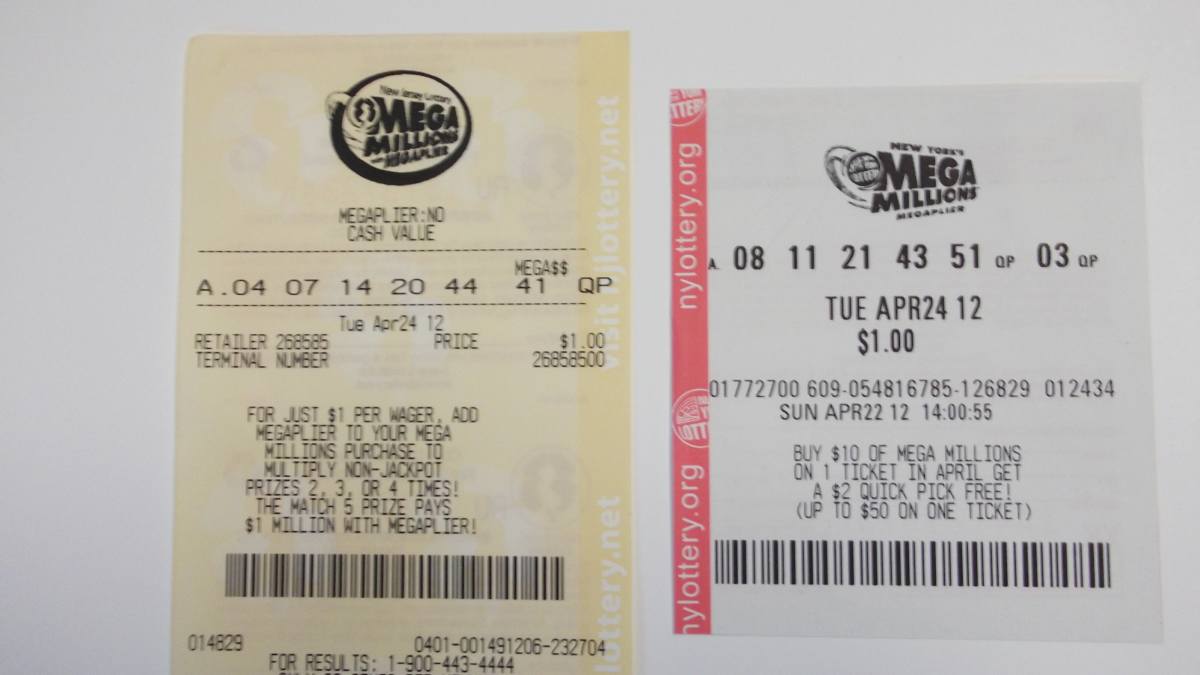 New Jersey Lottery
MEGA
MILLIONS
MEGAPLIER
MEGAPLIER:NO
CASH VALUE
MEGA$$
A.04 07 14 20 44 41 QP
Tue Apr24 12
RETAILER 268585 PRICE $1.00
TERMINAL NUMBER 26858500
FOR JUST $1 PER WAGER, ADD
MEGAPLIER TO YOUR MEGA
MILLIONS PURCHASE TO
MULTIPLY NON-JACKPOT
PRIZES 2, 3, OR 4 TIMES!
THE MATCH 5 PRIZE PAYS
$1 MILLION WITH MEGAPLIER!
014829 0401-001491206-232704
FOR RESULTS: 1-900-443-4444
visit njlottery.net
lottery.net
nylottery.org
nylottery.org
NEW YORK'S
MEGA
MILLIONS
MEGAPLIER
A. 08 11 21 43 51 QP 03 QP
TUE APR24 12
$1.00
01772700 609-054816785-126829 012434
SUN APR22 12 14:00:55
BUY $10 OF MEGA MILLIONS
ON 1 TICKET IN APRIL GET
A $2 QUICK PICK FREE!
(UP TO $50 ON ONE TICKET)